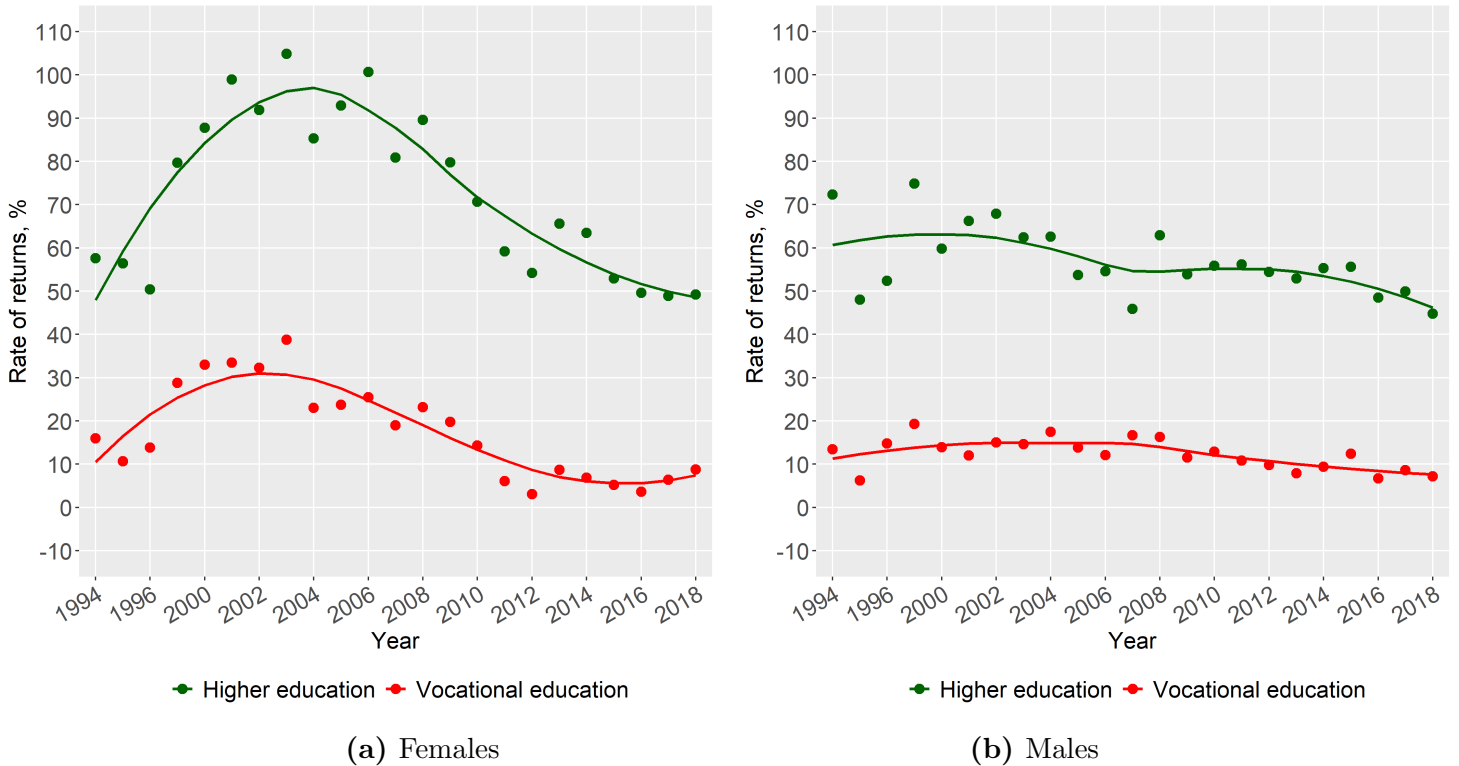 110
100
90
80
70
60
50
40
30
20
10
0
-10
Rate of returns, %
1994 1996 2000 2002 2004 2006 2008 2010 2012 2014 2016 2018
Year
Higher education Vocational education
(a) Females
110
100
90
80
70
60
50
40
30
20
10
0
-10
Rate of returns, %
1994 1996 2000 2002 2004 2006 2008 2010 2012 2014 2016 2018
Year
Higher education Vocational education
(b) Males